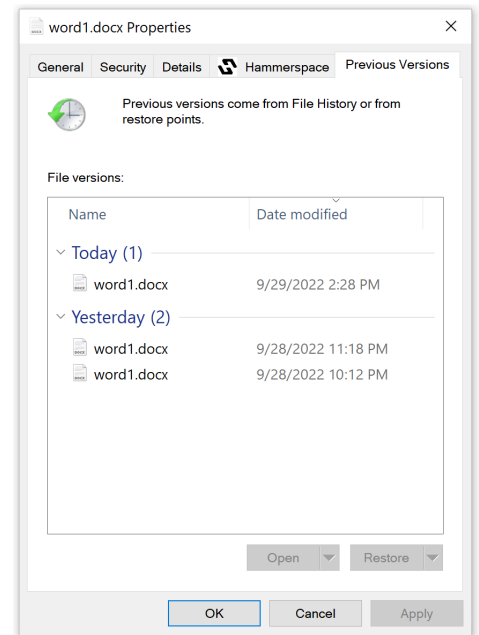 word1.docx Properties
General Security Details Hammerspace Previous Versions
Previous versions come from File History or from
restore points.
File versions:
Name Date modified
Today (1)
word1.docx 9/29/2022 2:28 PM
Yesterday (2)
word1.docx 9/28/2022 11:18 PM
word1.docx 9/28/2022 10:12 PM
Open Restore
OK Cancel Apply